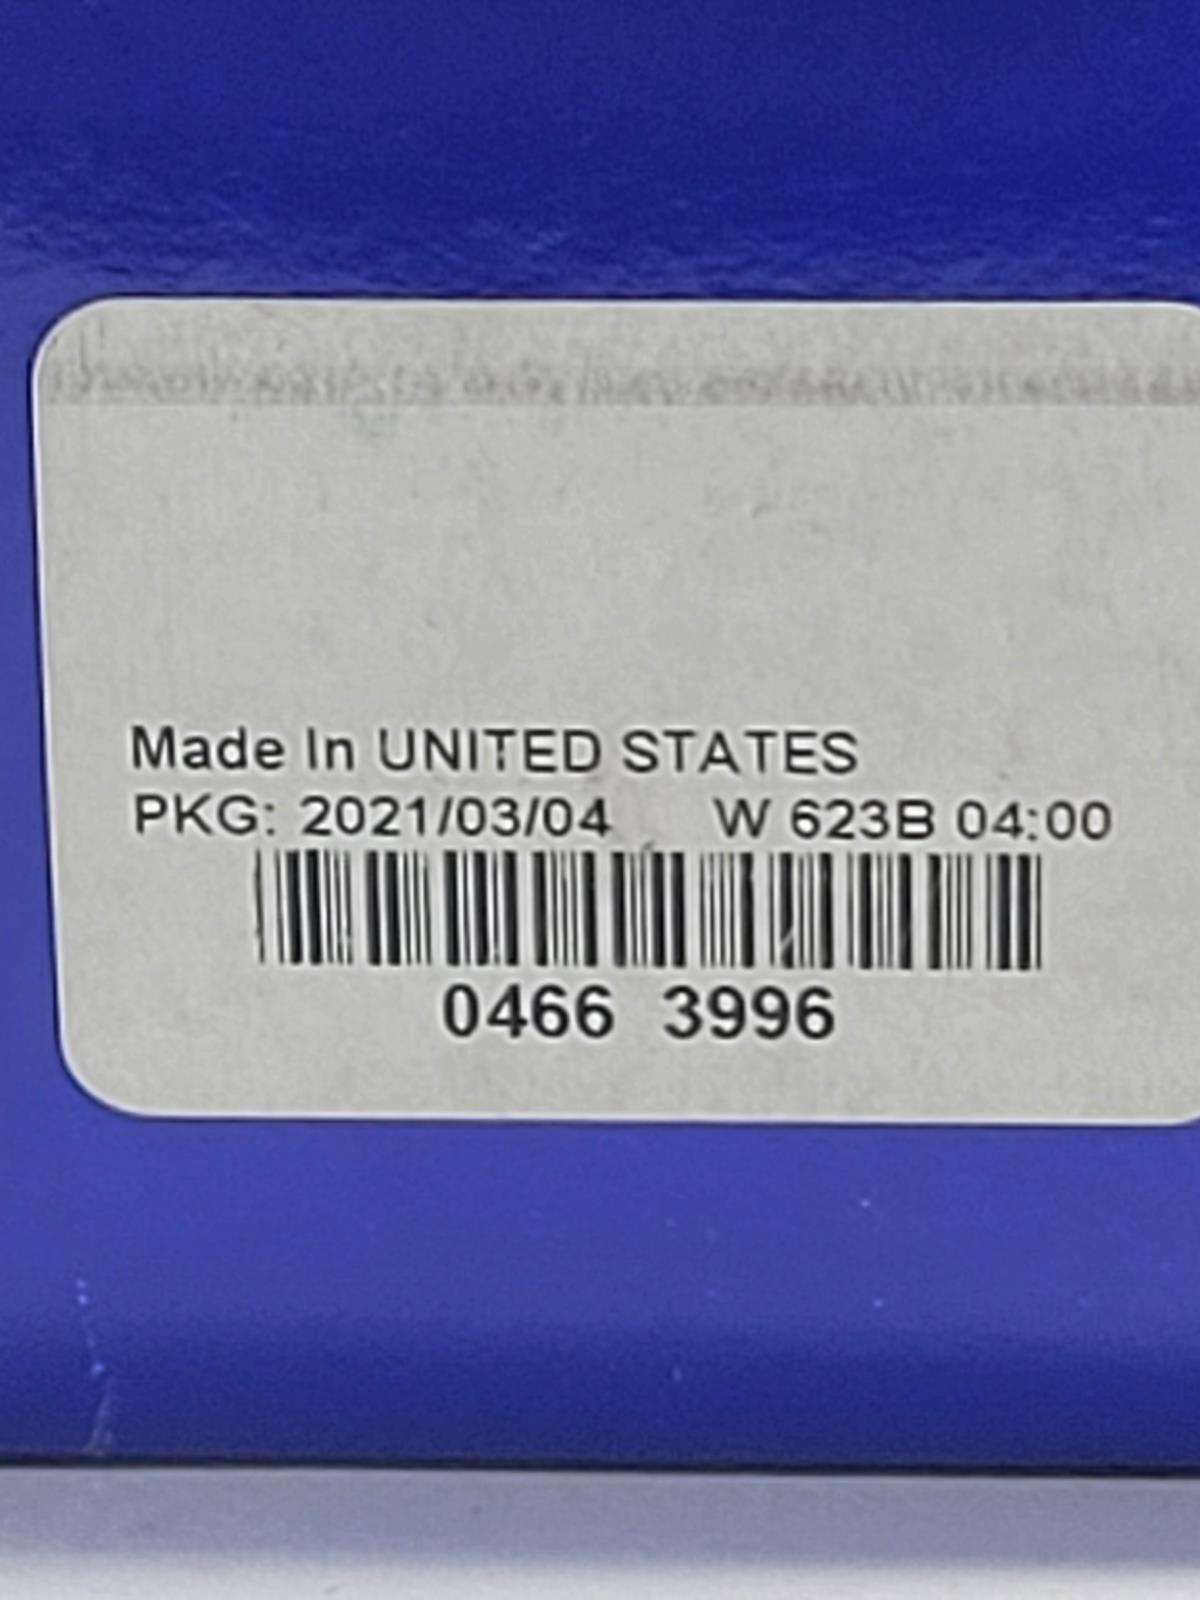 Made In UNITED STATES
PKG: 2021/03/04 W 623B 04:00
0466 3996